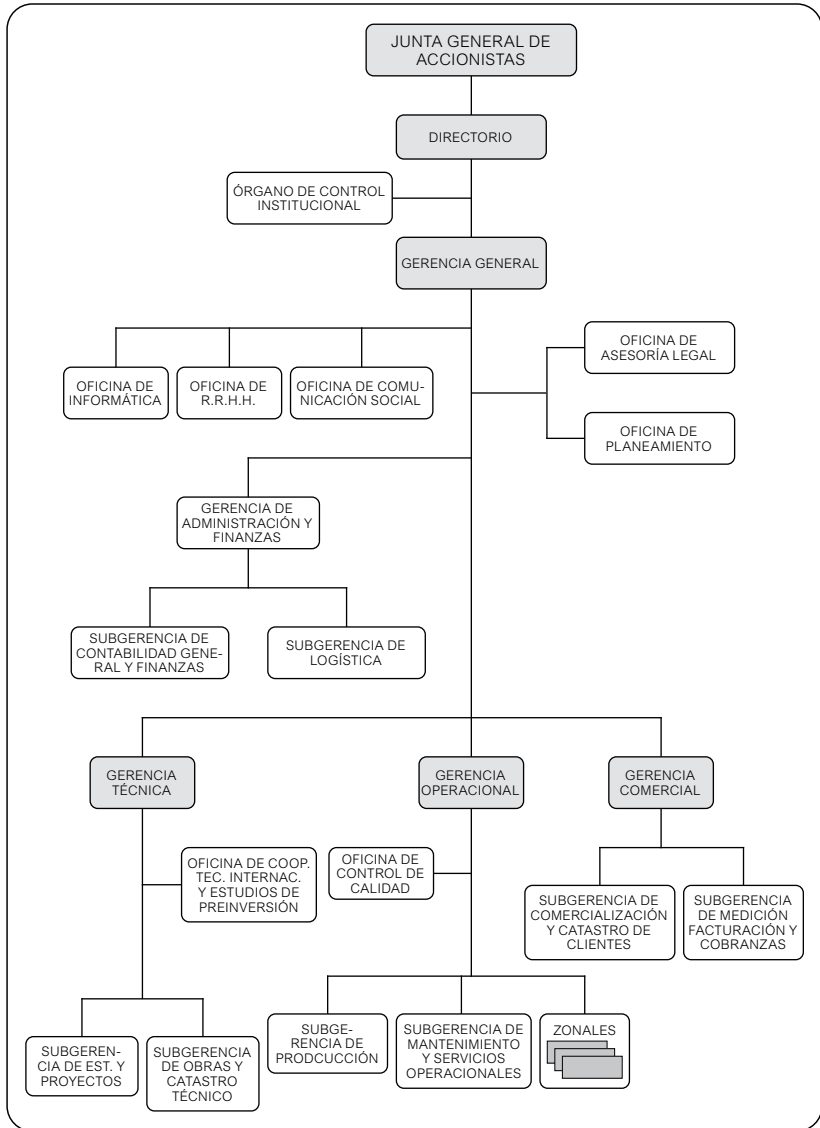 JUNTA GENERAL DE
ACCIONISTAS
DIRECTORIO
ÓRGANO DE CONTROL
INSTITUCIONAL
GERENCIA GENERAL
OFICINA DE
INFORMÁTICA
OFICINA DE
R.R.H.H.
OFICINA DE COMU-
NICACIÓN SOCIAL
OFICINA DE
ASESORÍA LEGAL
OFICINA DE
PLANEAMIENTO
GERENCIA DE
ADMINISTRACIÓN Y
FINANZAS
SUBGERENCIA DE
CONTABILIDAD GENE-
RAL Y FINANZAS
SUBGERENCIA DE
LOGÍSTICA
GERENCIA
TÉCNICA
GERENCIA
OPERACIONAL
GERENCIA
COMERCIAL
OFICINA DE COOP.
TEC. INTERNAC.
Y ESTUDIOS DE
PREINVERSIÓN
OFICINA DE
CONTROL DE
CALIDAD
SUBGERENCIA DE
COMERCIALIZACIÓN
Y CATASTRO DE
CLIENTES
SUBGERENCIA
DE MEDICIÓN
FACTURACIÓN Y
COBRANZAS
SUBGEREN-
CIA DE EST. Y
PROYECTOS
SUBGERENCIA
DE OBRAS Y
CATASTRO
TÉCNICO
SUBGE-
RENCIA DE
PRODCUCCIÓN
SUBGERENCIA DE
MANTENIMIENTO
Y SERVICIOS
OPERACIONALES
ZONALES